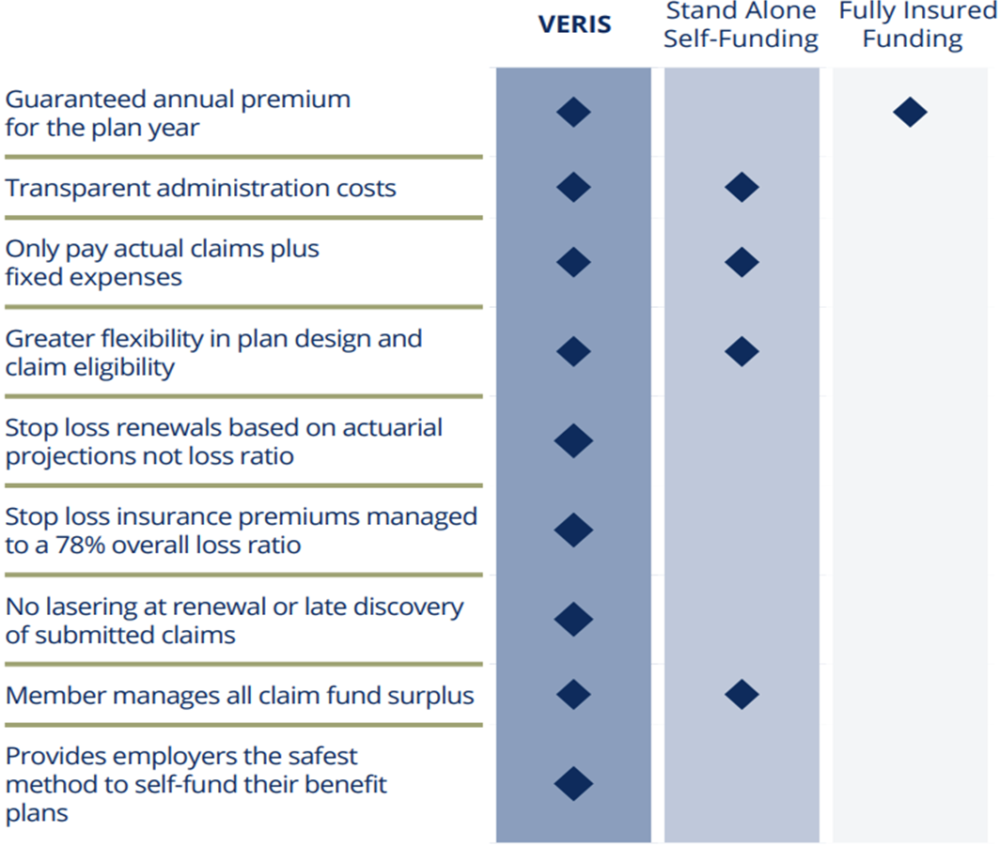 VERIS
Stand Alone
Self-Funding
Fully Insured
Funding
Guaranteed annual premium
for the plan year
Transparent administration costs
Only pay actual claims plus
fixed expenses
Greater flexibility in plan design and
claim eligibility
Stop loss renewals based on actuarial
projections not loss ratio
Stop loss insurance premiums managed
to a 78% overall loss ratio
No lasering at renewal or late discovery
of submitted claims
Member manages all claim fund surplus
Provides employers the safest
method to self-fund their benefit
plans